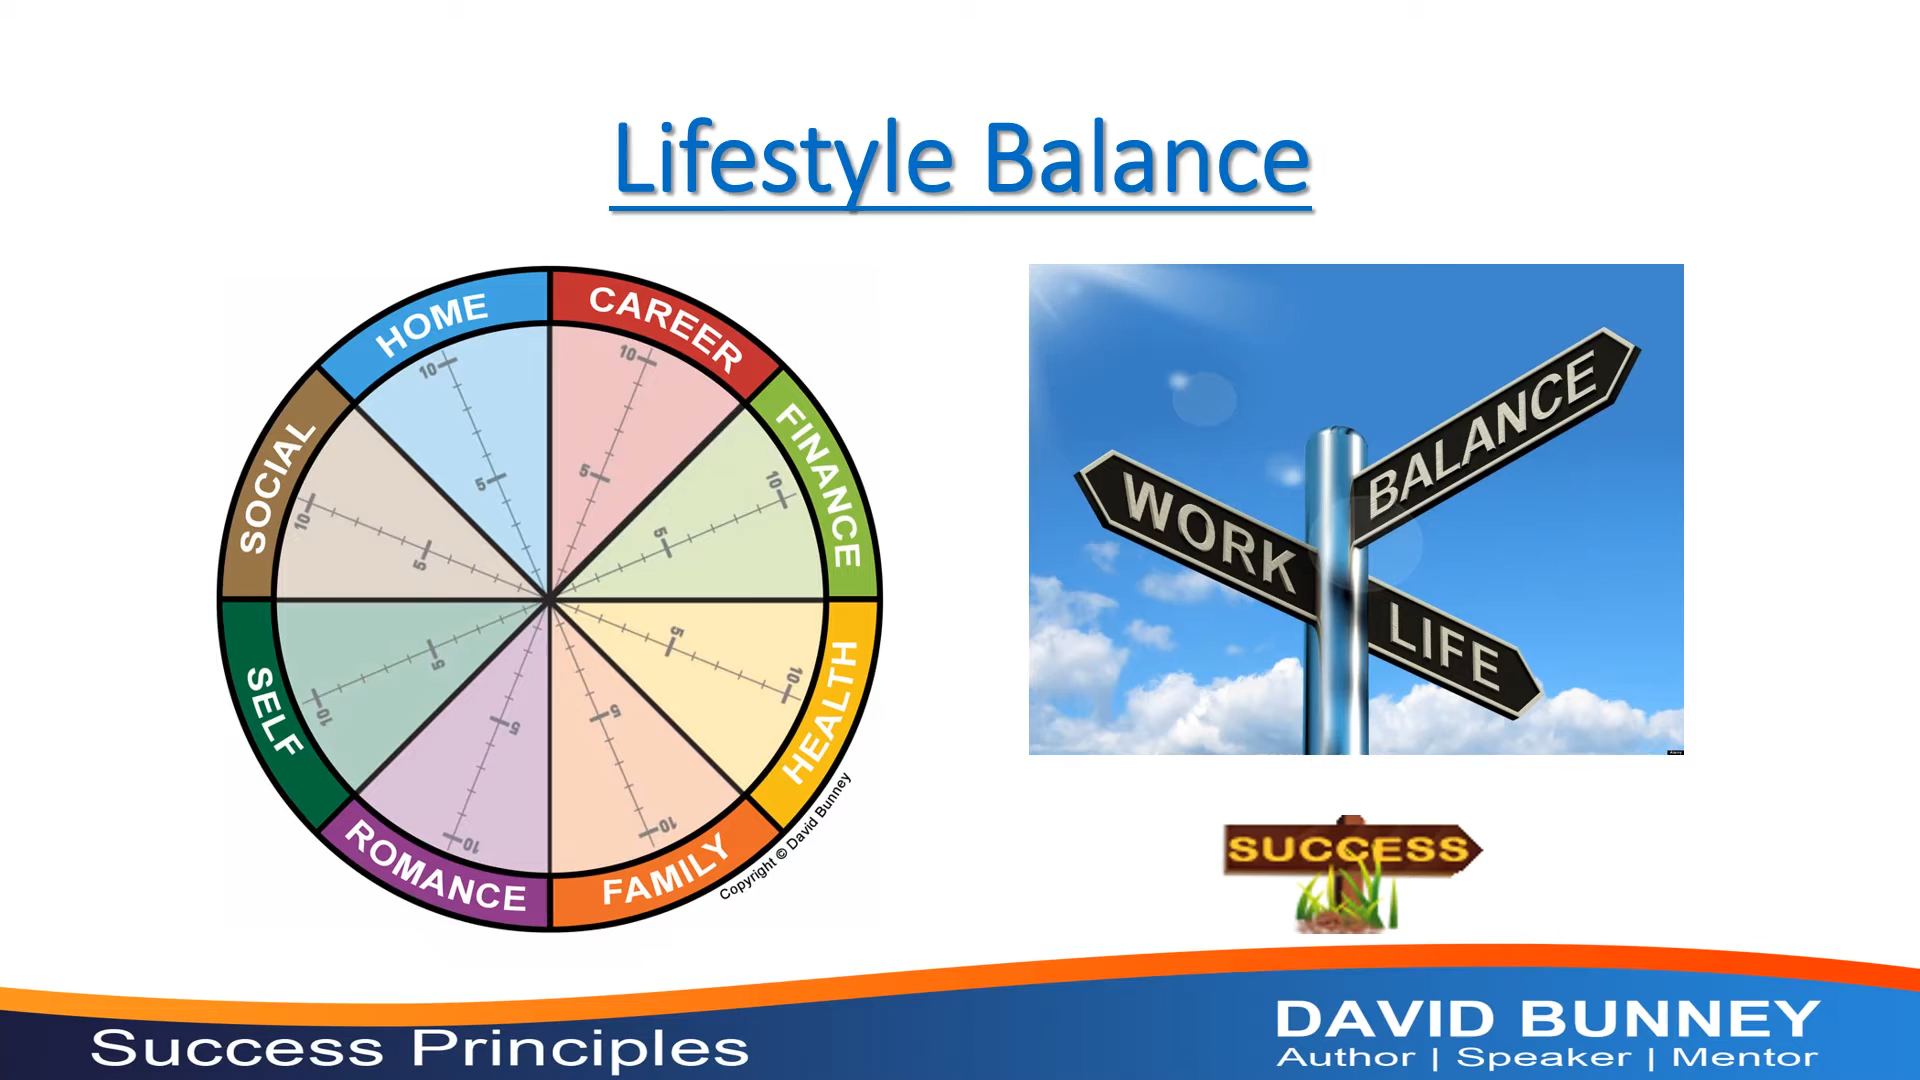 Lifestyle Balance
HOME
CAREER
FINANCE
HEALTH
FAMILY
ROMANCE
SELF
SOCIAL
10
5
10
5
10
5
10
5
10
5
10
5
10
5
10
5
Copyright © David Bunney
BALANCE
WORK
LIFE
SUCCESS
Success Principles
DAVID BUNNEY
Author | Speaker | Mentor